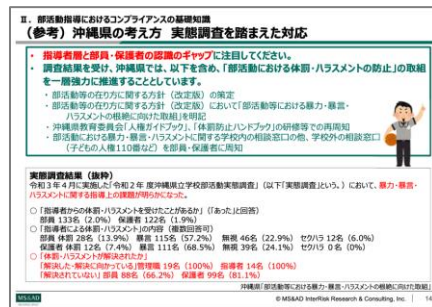 Ⅱ．部活動指導におけるコンプライアンスの基礎知識
（参考）沖縄県の考え方 実態調査を踏まえた対応
・ 指導者層と部員・保護者の認識のギャップに注目してください。
・ 調査結果を受け、沖縄県では、以下を含め、「部活動における体罰・ハラスメントの防止」の取組
を一層強力に推進することとしています。
・部活動等の在り方に関する方針（改定版）の策定
・部活動等の在り方に関する方針（改定版）において「部活動等における暴力・暴言・
ハラスメントの根絶に向けた取組」を明記
・沖縄県教育委員会「人権ガイドブック」、「体罰防止ハンドブック」の研修等での再周知
・部活動における暴力・暴言・ハラスメントに関する学校内の相談窓口の他、学校外の相談窓口
（子どもの人権110番など）を部員・保護者に周知
実態調査結果（抜粋）
令和３年４月に実施した「令和２年度沖縄県立学校部活動実態調査」（以下「実態調査」という。）において、暴力・暴言・ハ
ラスメントに関する指導上の課題が明らかになった。
○「指導者からの体罰・ハラスメントを受けたことがあるか」（「あった」と回答）
部員 133名（2.0%） 保護者 122名（1.9%）
○「指導者による体罰・ハラスメント」の内容（複数回答可）
部員 体罰 28名（13.9%） 暴言 115名（57.2%） 無視 46名（22.9%） セクハラ 12名（6.0%）
保護者 体罰 12名（7.4%） 暴言 111名（68.5%） 無視 39名（24.1%） セクハラ ０名（0%）
○「体罰・ハラスメントが解決されたか」
「解決した・解決に向かっている」管理職 19名（100%） 指導者 14名（100%）
「解決されていない」部員 88名（66.2%） 保護者 99名（81.1%）
沖縄県「部活動等における暴力・暴言・ハラスメントの根絶に向けた取組」
MS&AD
© MS&AD InterRisk Research & Consulting, Inc.
14